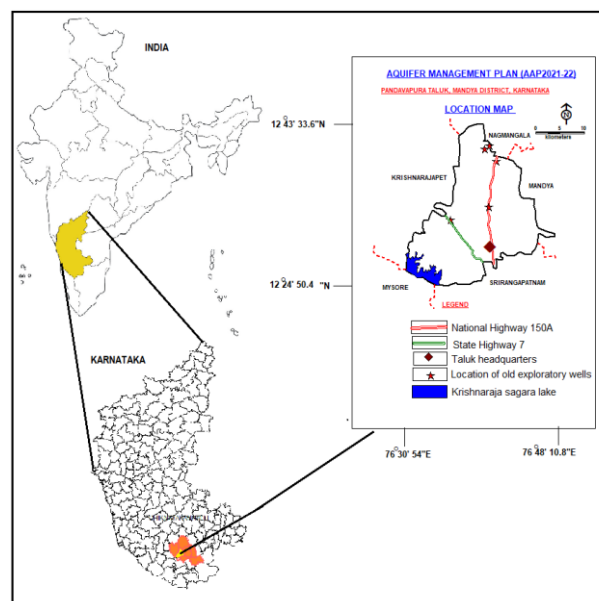 INDIA
AQUIFER MANAGEMENT PLAN (AAP2021-22)
PANDAVAPURA TALUK, MANDYA DISTRICT, KARNATAKA
LOCATION MAP
N
0 5 10
kilometers
12° 43' 33.6 "N
NAGMANGALA
KRISHNARAJPET
MANDYA
12° 24' 50.4 "N
MYSORE
SRIRANGAPATNAM
LEGEND
National Highway 150A
State Highway 7
Taluk headquarters
Location of old exploratory wells
Krishnaraja sagara lake
KARNATAKA
76° 30' 54"E
76° 48' 10.8"E